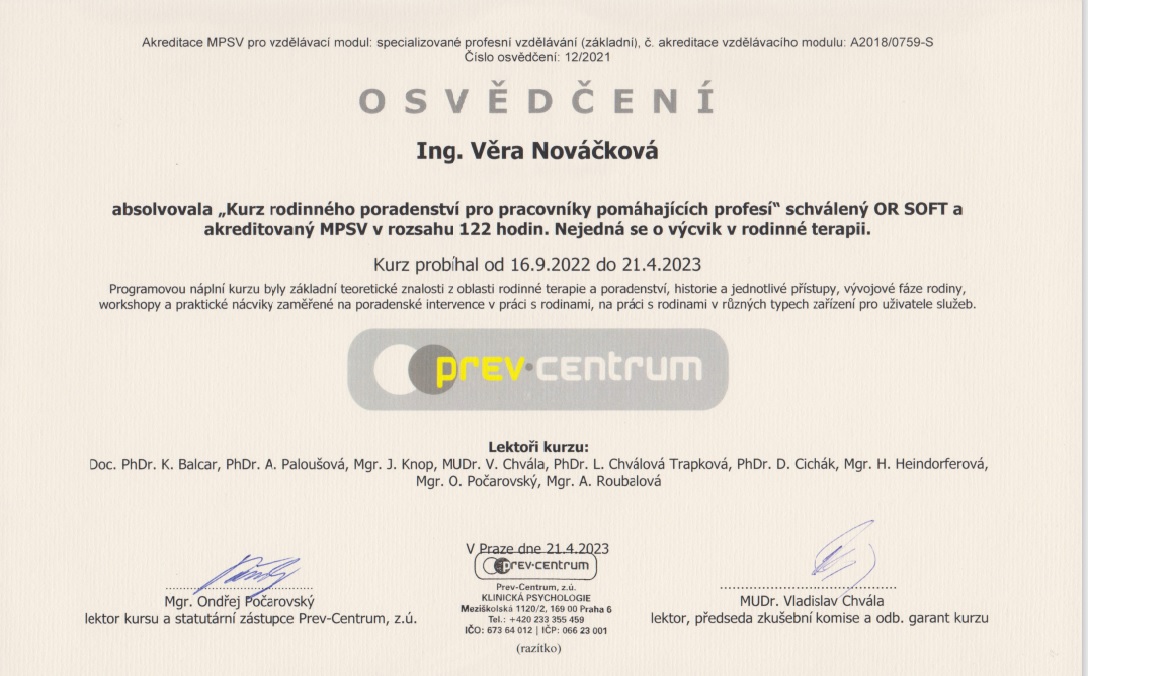 Akreditace MPSV pro vzdělávací modul: specializované profesní vzdělávání (základní), č. akreditace vzdělávacího modulu: A2018/0759-S
Číslo osvědčení: 12/2021
OSVĚDČENÍ
Ing. Věra Nováčková
absolvovala „Kurz rodinného poradenství pro pracovníky pomáhajících profesí“ schválený OR SOFT a
akreditovaný MPSV v rozsahu 122 hodin. Nejedná se o výcvik v rodinné terapii.
Kurz probíhal od 16.9.2022 do 21.4.2023
Programovou náplní kurzu byly základní teoretické znalosti z oblasti rodinné terapie a poradenství, historie a jednotlivé přístupy, vývojové fáze rodiny,
workshopy a praktické nácviky zaměřené na poradenské intervence v práci s rodinami, na práci s rodinami v různých typech zařízení pro uživatele služeb.
prev·centrum
Lektoři kurzu:
Doc. PhDr. K. Balcar, PhDr. A. Paloušová, Mgr. J. Knop, MUDr. V. Chvála, PhDr. L. Chválová Trapková, PhDr. D. Cichák, Mgr. H. Heindorferová,
Mgr. O. Počarovský, Mgr. A. Roubalová
V Praze dne 21.4.2023
prev-centrum
Prev-Centrum, z.ú.
KLINICKÁ PSYCHOLOGIE
Meziškolská 1120/2, 169 00 Praha 6
Tel.: +420 233 355 459
IČO: 673 64 012 | IČP: 066 23 001
(razítko)
Mgr. Ondřej Počarovský
lektor kursu a statutární zástupce Prev-Centrum, z.ú.
MUDr. Vladislav Chvála
lektor, předseda zkušební komise a odb. garant kurzu